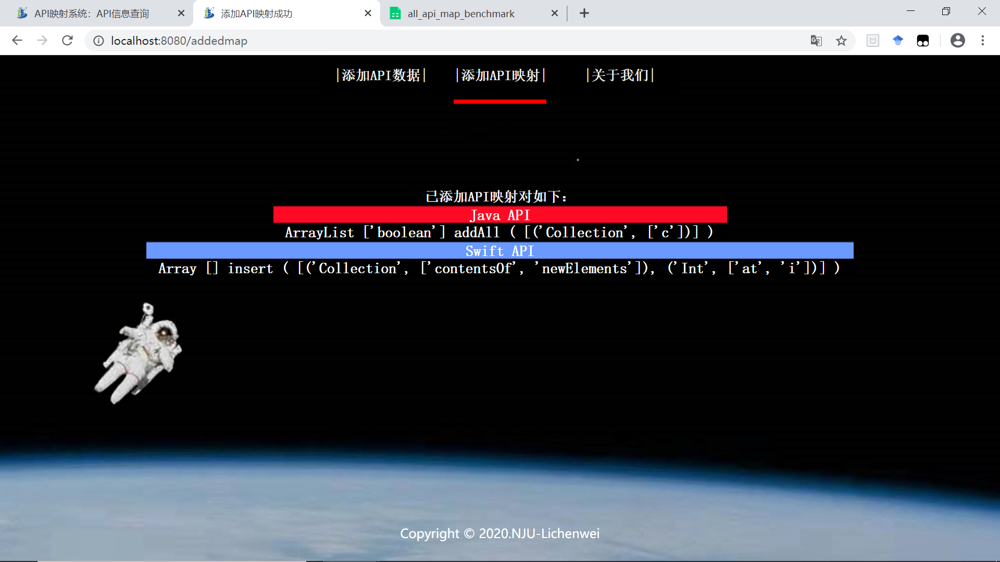 API映射系统：API信息查询
添加API映射成功
all_api_map_benchmark
localhost:8080/addedmap
|添加API数据|
|添加API映射|
|关于我们|
已添加API映射对如下：
Java API
ArrayList ['boolean'] addAll ( [('Collection', ['c'])] )
Swift API
Array [] insert ( [('Collection', ['contentsOf', 'newElements']), ('Int', ['at', 'i'])] )
Copyright © 2020.NJU-Lichenwei